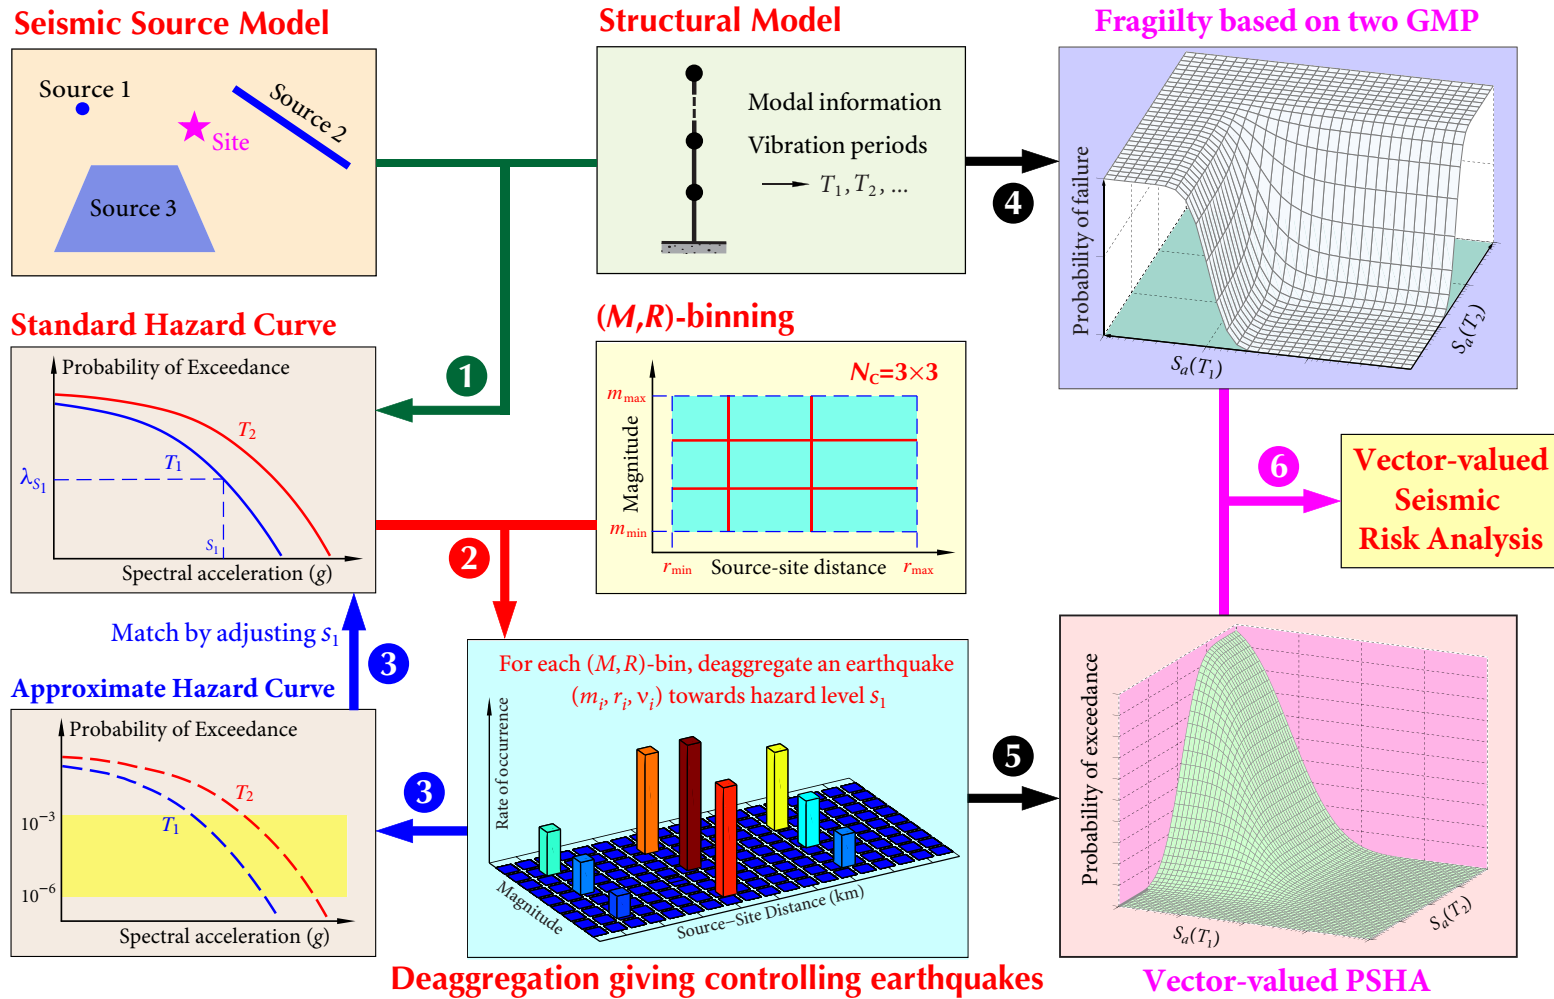 Seismic Source Model
Source 1
Source 2
Site
Source 3
Structural Model
Modal information
Vibration periods
T1, T2, ...
Fragiilty based on two GMP
Probability of failure
Sa(T1)
Sa(T2)
4
Standard Hazard Curve
Probability of Exceedance
T2
T1
λS1
s1
Spectral acceleration (g)
1
(M,R)-binning
NC=3×3
mmax
Magnitude
mmin
rmin
Source-site distance
rmax
2
6
Vector-valued
Seismic
Risk Analysis
Match by adjusting s1
3
Approximate Hazard Curve
Probability of Exceedance
T2
T1
10-3
10-6
Spectral acceleration (g)
3
For each (M,R)-bin, deaggregate an earthquake
(mi, ri, νi) towards hazard level s1
Rate of occurrence
Magnitude
Source–Site Distance (km)
Deaggregation giving controlling earthquakes
5
Probability of exceedance
Sa(T1)
Sa(T2)
Vector-valued PSHA